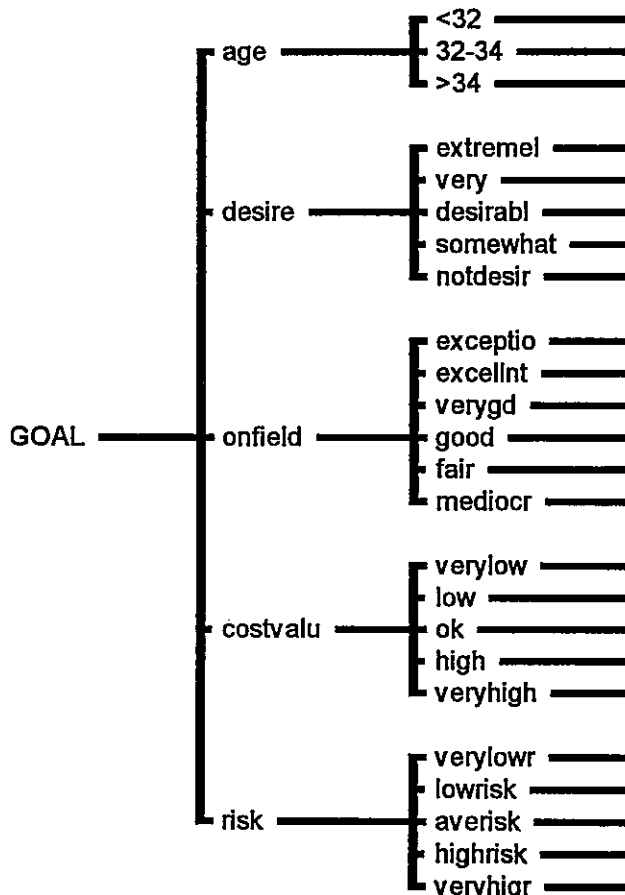 <32
age 32-34
>34
extremel
very
desire desirabl
somewhat
notdesir
exceptio
excellnt
verygd
GOAL onfield good
fair
mediocr
verylow
low
costvalu ok
high
veryhigh
verylowr
lowrisk
risk averisk
highrisk
veryhigr